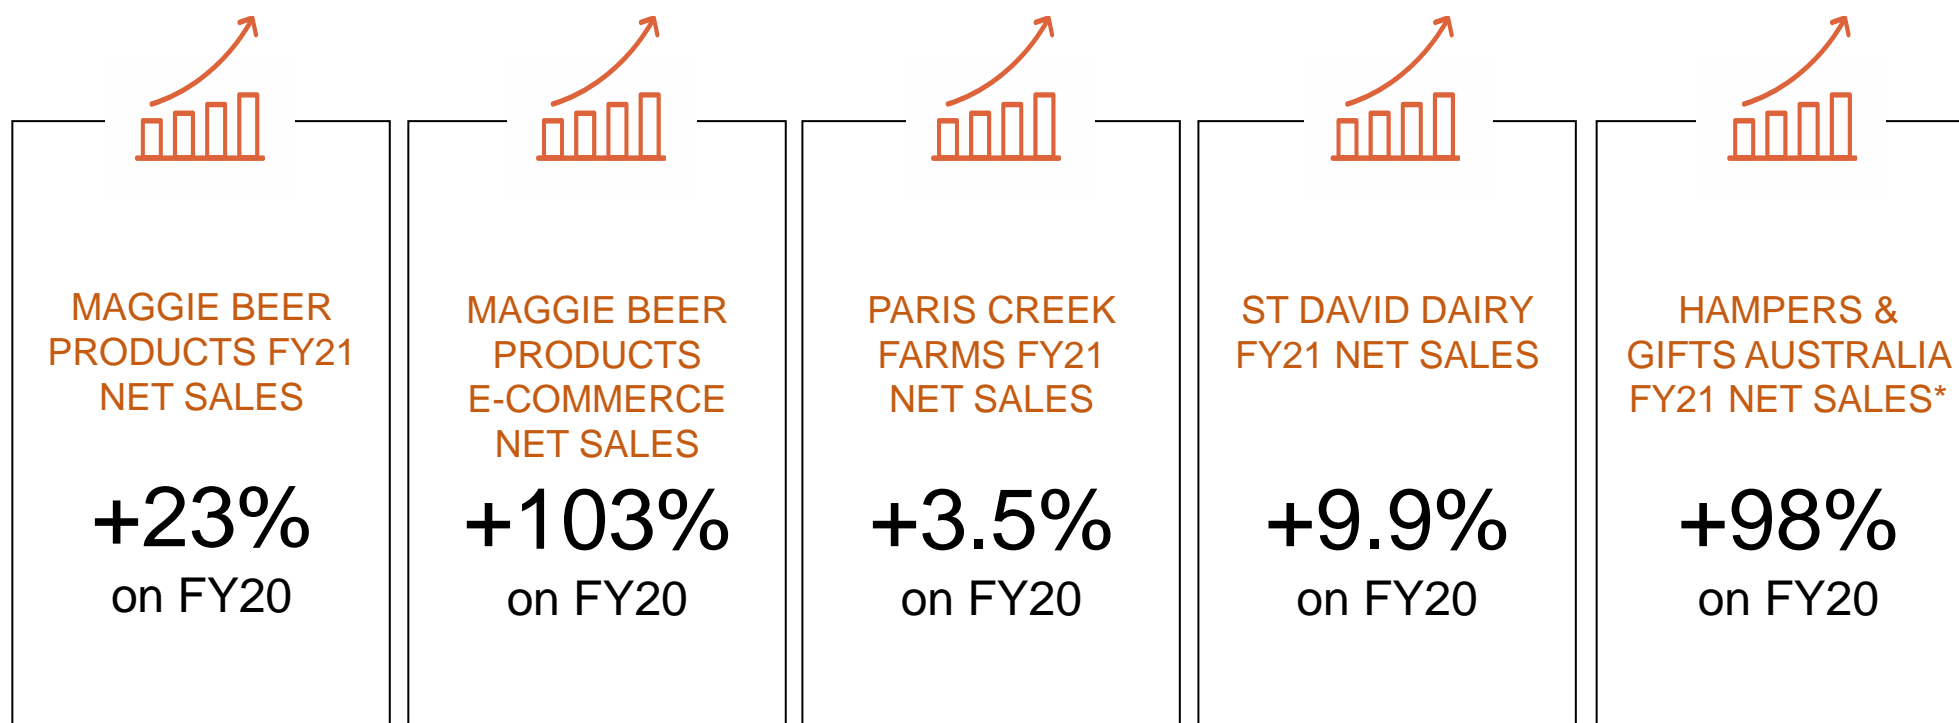 MAGGIE BEER
PRODUCTS FY21
NET SALES
+23%
on FY20
MAGGIE BEER
PRODUCTS
E-COMMERCE
NET SALES
+103%
on FY20
PARIS CREEK
FARMS FY21
NET SALES
+3.5%
on FY20
ST DAVID DAIRY
FY21 NET SALES
+9.9%
on FY20
HAMPERS &
GIFTS AUSTRALIA
FY21 NET SALES*
+98%
on FY20